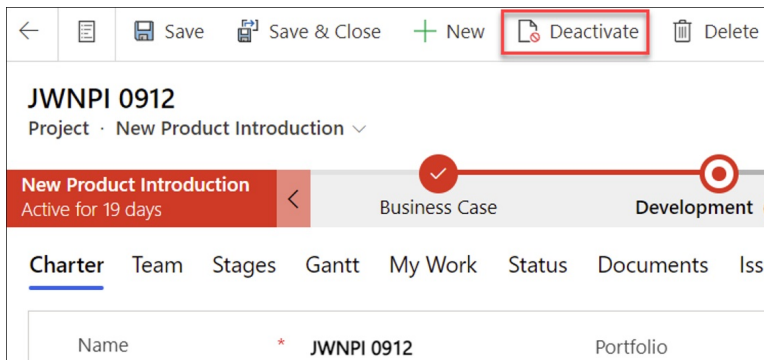 Save Save & Close New Deactivate Delete
JWNPI 0912
Project · New Product Introduction
New Product Introduction
Active for 19 days
Business Case Development
Charter Team Stages Gantt My Work Status Documents Iss
Name * JWNPI 0912 Portfolio